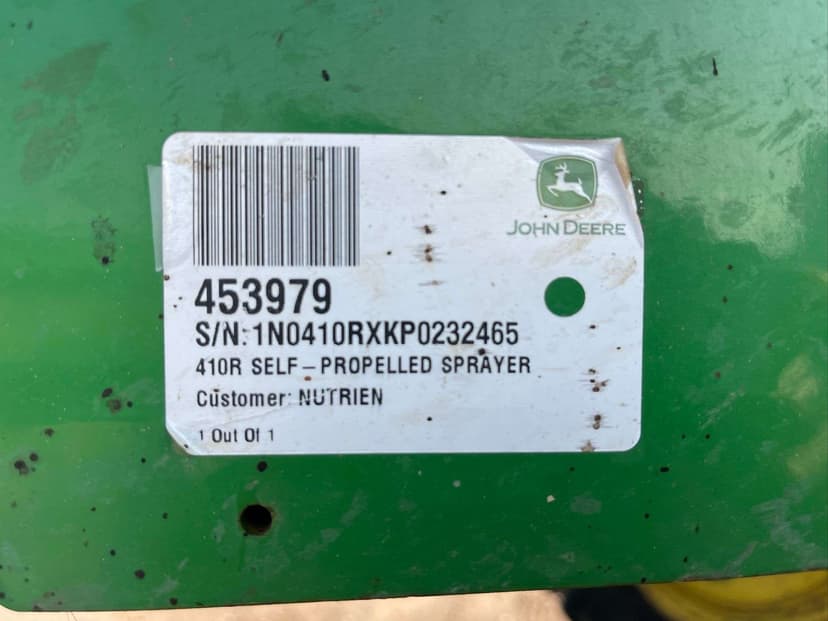 JOHN DEERE
453979
S/N: 1N0410RXKP0232465
410R SELF-PROPELLED SPRAYER
Customer: NUTRIEN
1 Out Of 1